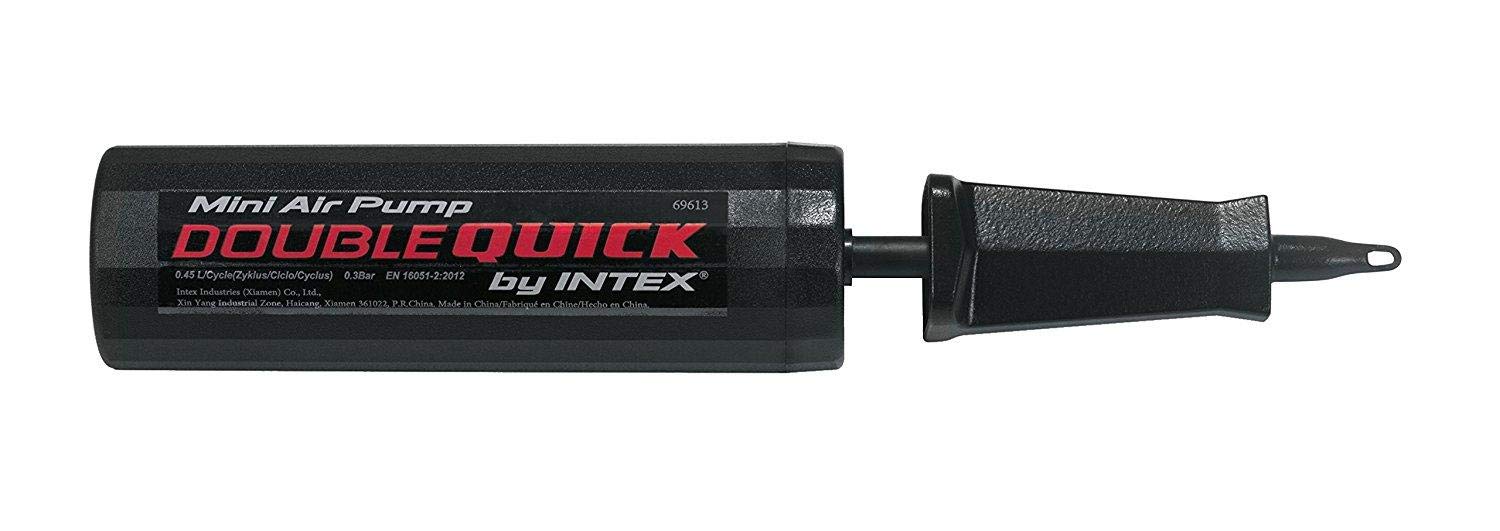 Mini Air Pump 69613
DOUBLEQUICK
by INTEX®
0.45 L/Cycle(Zyklus/Ciclo/Cyclus) 0.3Bar EN 16051-2:2012
Intex Industries (Xiamen) Co., Ltd.,
Xin Yang Industrial Zone, Haicang, Xiamen 361022, P.R.China. Made in China/Fabriqué en Chine/Hecho en China.